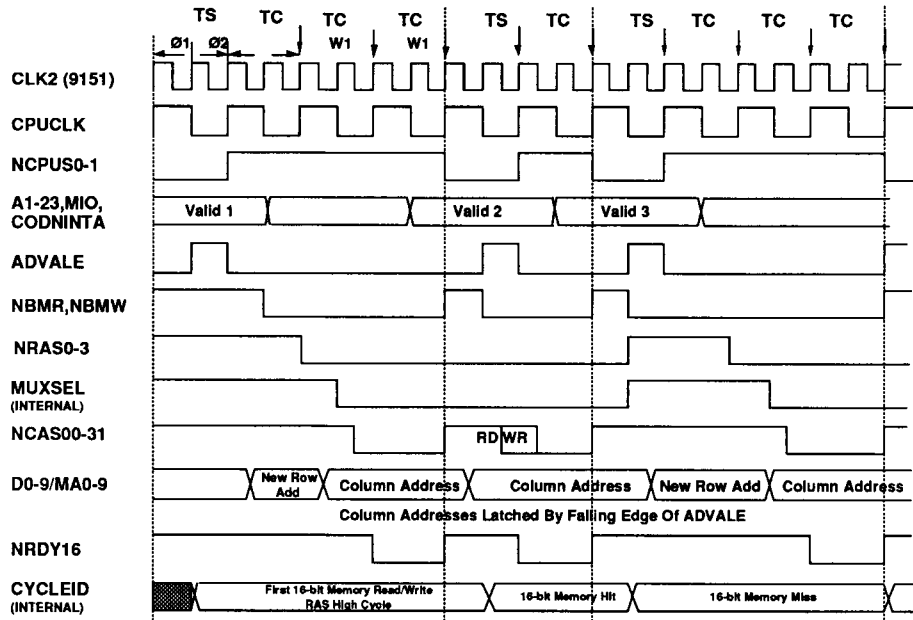 TS TC TC TC TS TC TS TC TC TC
Ø1 Ø2 W1 W1
CLK2 (9151)
CPUCLK
NCPUS0-1
A1-23,MIO,
CODNINTA
Valid 1 Valid 2 Valid 3
ADVALE
NBMR,NBMW
NRAS0-3
MUXSEL
(INTERNAL)
NCAS00-31
RD WR
D0-9/MA0-9
New Row
Add
Column Address Column Address New Row Add Column Address
Column Addresses Latched By Falling Edge Of ADVALE
NRDY16
CYCLEID
(INTERNAL)
First 16-bit Memory Read/Write
RAS High Cycle
16-bit Memory Hit 16-bit Memory Miss